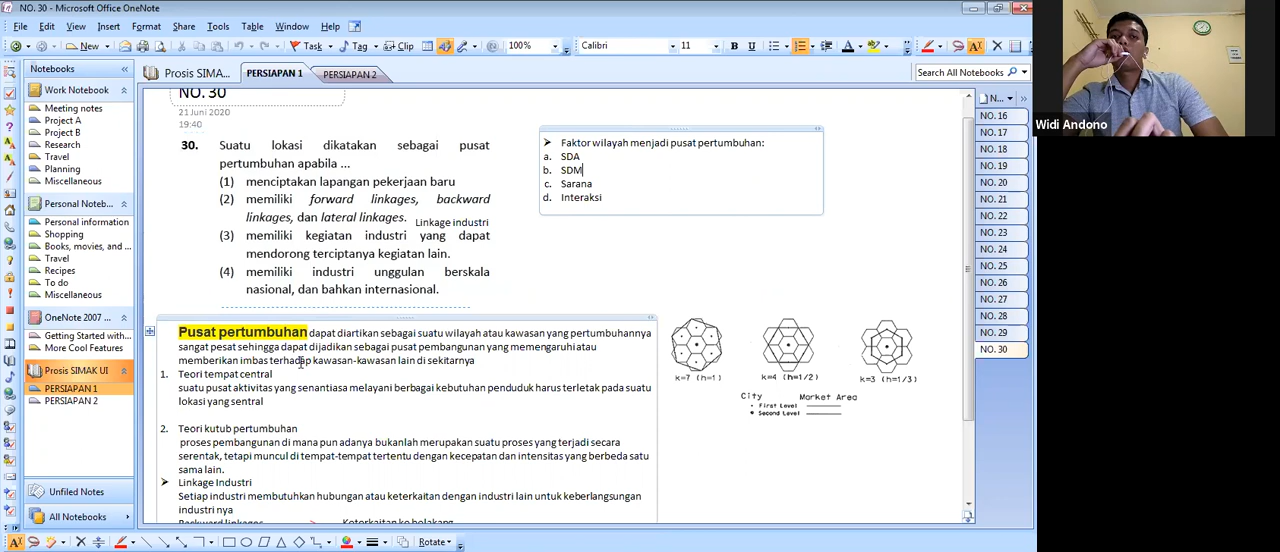 NO. 30 - Microsoft OneNote
File Edit View Insert Format Tools Table Window Help
Back New Task Tag Clip 100% Calibri 11 B U A
Notebooks
Work Notebook
Meeting notes
Project A
Project B
Research
Travel
Planning
Miscellaneous
Personal Noteb...
Personal information
Shopping
Books, movies, and ...
Travel
Recipes
To do
Miscellaneous
OneNote 2007 ...
Getting Started with...
More Cool Features
Prosis SIMAK UI
PERSIAPAN 1
PERSIAPAN 2
Unfiled Notes
All Notebooks
Prosis SIMA... PERSIAPAN 1 PERSIAPAN 2
Search All Notebooks
NO. 30
21 Juni 2020
19:40
30. Suatu lokasi dikatakan sebagai pusat
pertumbuhan apabila ...
(1) menciptakan lapangan pekerjaan baru
(2) memiliki forward linkages, backward
linkages, dan lateral linkages.
Linkage industri
(3) memiliki kegiatan industri yang dapat
mendorong terciptanya kegiatan lain.
(4) memiliki industri unggulan berskala
nasional, dan bahkan internasional.
➤ Faktor wilayah menjadi pusat pertumbuhan:
a. SDA
b. SDM
c. Sarana
d. Interaksi
Pusat pertumbuhan dapat diartikan sebagai suatu wilayah atau kawasan yang pertumbuhannya
sangat pesat sehingga dapat dijadikan sebagai pusat pembangunan yang memengaruhi atau
memberikan imbas terhadap kawasan-kawasan lain di sekitarnya
1. Teori tempat central
suatu pusat aktivitas yang senantiasa melayani berbagai kebutuhan penduduk harus terletak pada suatu
lokasi yang sentral
2. Teori kutub pertumbuhan
proses pembangunan di mana pun adanya bukanlah merupakan suatu proses yang terjadi secara
serentak, tetapi muncul di tempat-tempat tertentu dengan kecepatan dan intensitas yang berbeda satu
sama lain.
➤ Linkage Industri
Setiap industri membutuhkan hubungan atau keterkaitan dengan industri lain untuk keberlangsungan
industri nya
Backward linkages Keterkaitan ke belakang
k=7 (h=1) k=4 (h=1/2) k=3 (h=1/3)
City Market Area
First Level
Second Level
N...
NO. 16
NO. 17
NO. 18
NO. 19
NO. 20
NO. 21
NO. 22
NO. 23
NO. 24
NO. 25
NO. 26
NO. 27
NO. 28
NO. 29
NO. 30
Rotate
Widi Andono